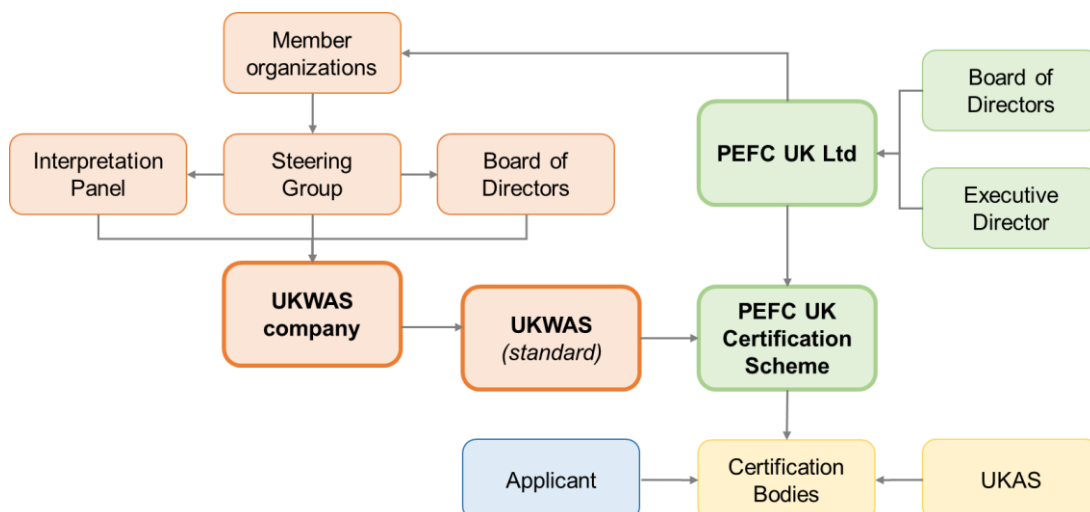 Member
organizations
Board of
Directors
PEFC UK Ltd
Interpretation
Panel
Steering
Group
Board of
Directors
Executive
Director
UKWAS
company
UKWAS
(standard)
PEFC UK
Certification
Scheme
Applicant
Certification
Bodies
UKAS